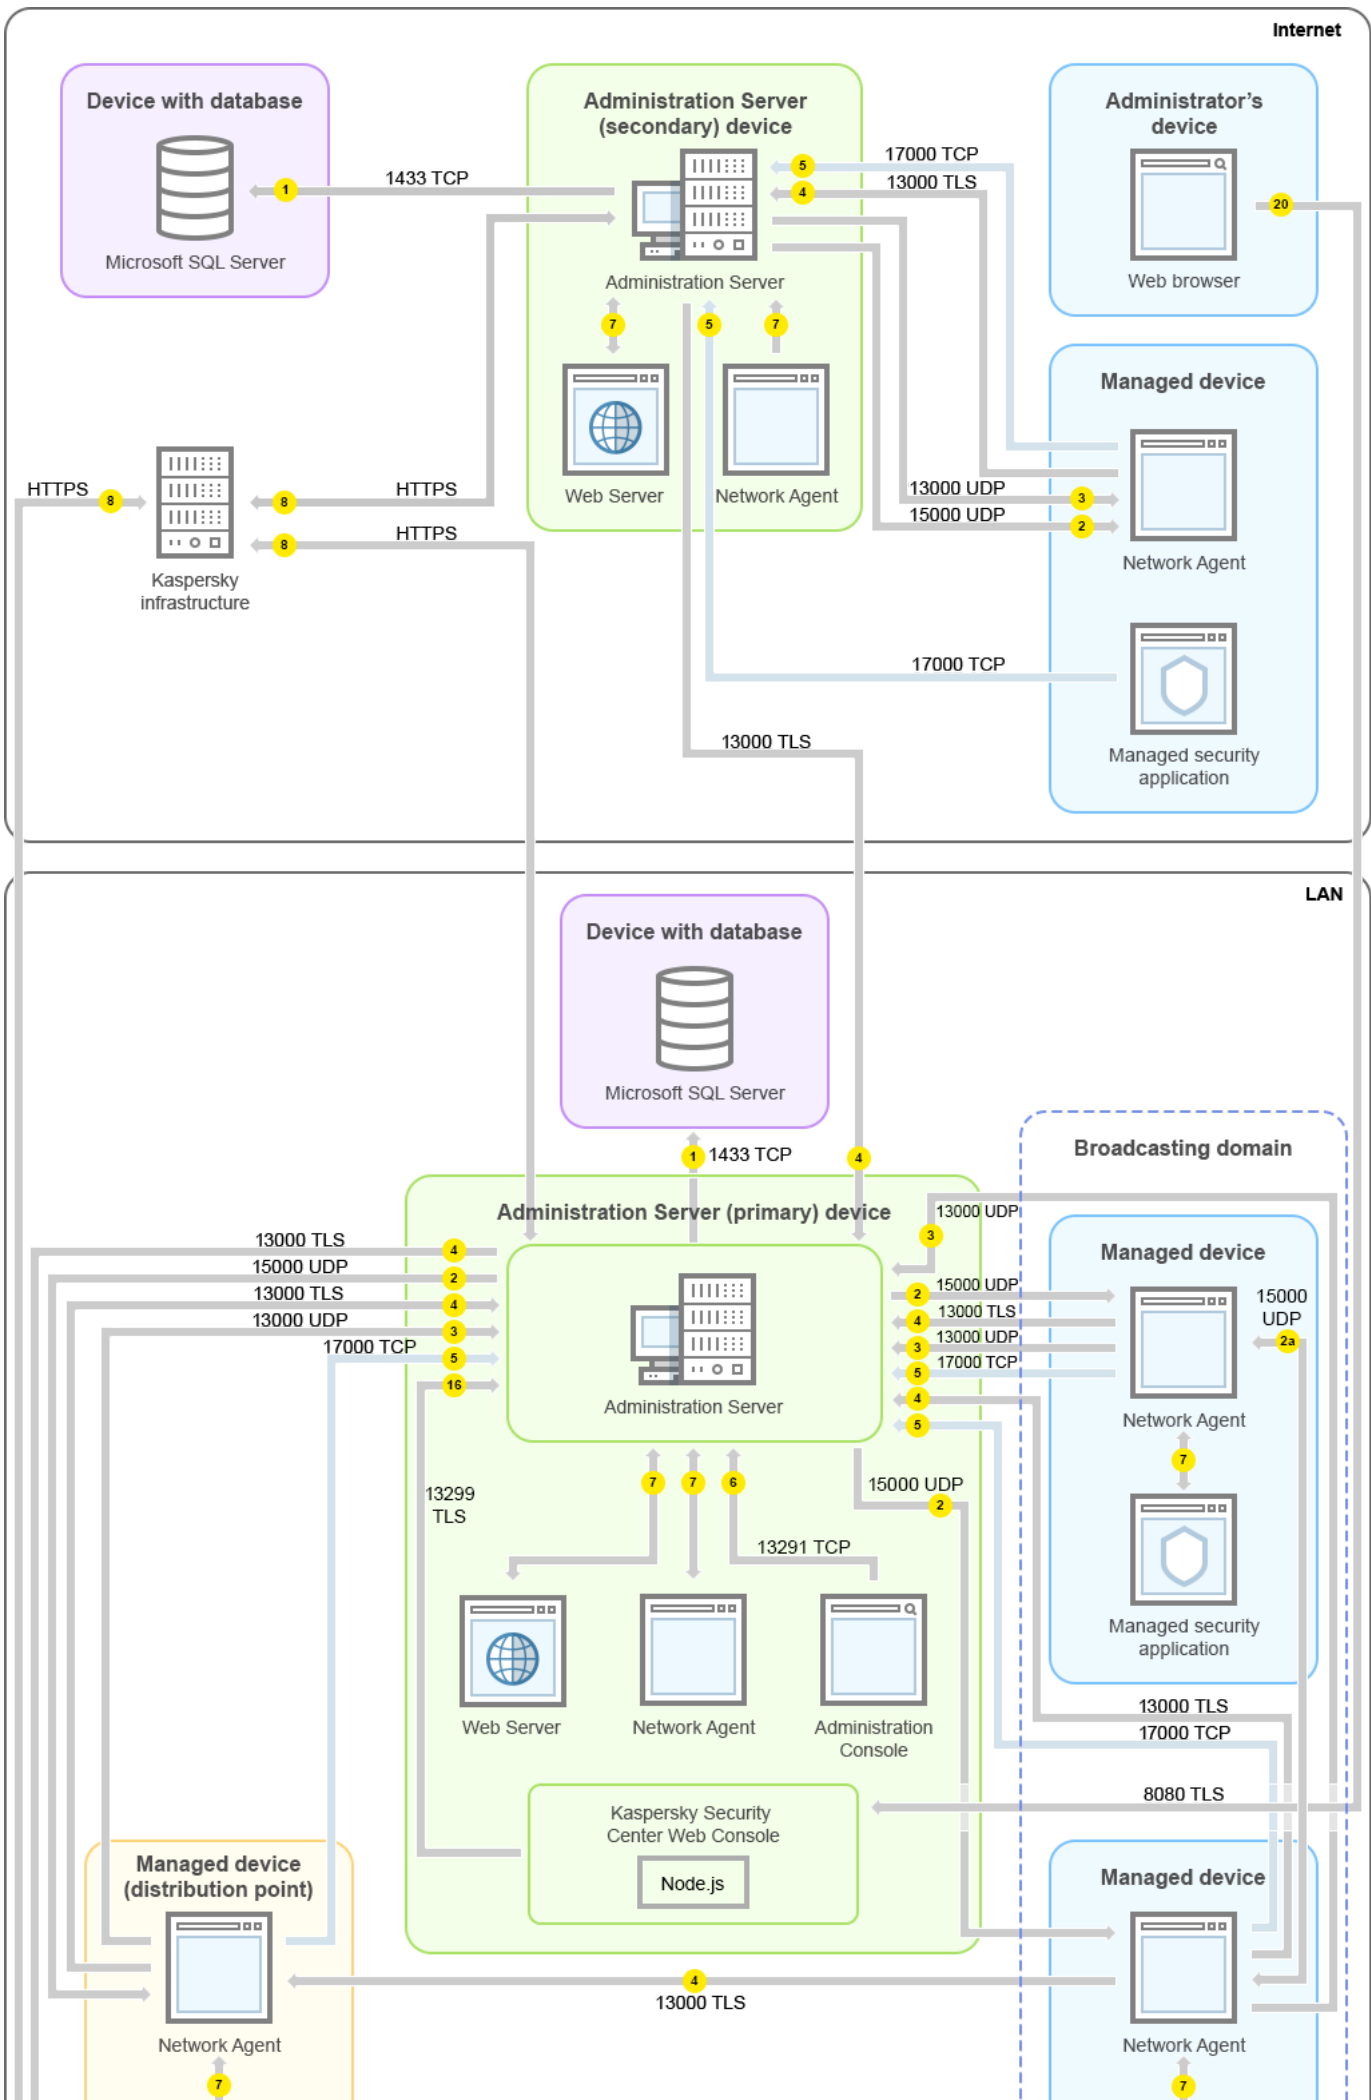 Internet
Device with database
Microsoft SQL Server
1
1433 TCP
Administration Server
(secondary) device
Administration Server
7
5
7
Web Server
Network Agent
5
17000 TCP
4
13000 TLS
Administrator's
device
Web browser
20
Managed device
13000 UDP
3
15000 UDP
2
Network Agent
17000 TCP
Managed security
application
HTTPS
8
8
HTTPS
8
HTTPS
Kaspersky
infrastructure
13000 TLS
LAN
Device with database
Microsoft SQL Server
1
1433 TCP
4
Administration Server (primary) device
Administration Server
13000 TLS
4
15000 UDP
2
13000 TLS
4
13000 UDP
3
17000 TCP
5
16
13299
TLS
13000 UDP
3
2
15000 UDP
4
13000 TLS
3
13000 UDP
5
17000 TCP
4
5
7
7
6
15000 UDP
2
13291 TCP
Web Server
Network Agent
Administration
Console
Kaspersky Security
Center Web Console
Node.js
Broadcasting domain
Managed device
15000
UDP
2a
Network Agent
7
Managed security
application
13000 TLS
17000 TCP
8080 TLS
Managed device
(distribution point)
Network Agent
7
4
13000 TLS
Managed device
Network Agent
7